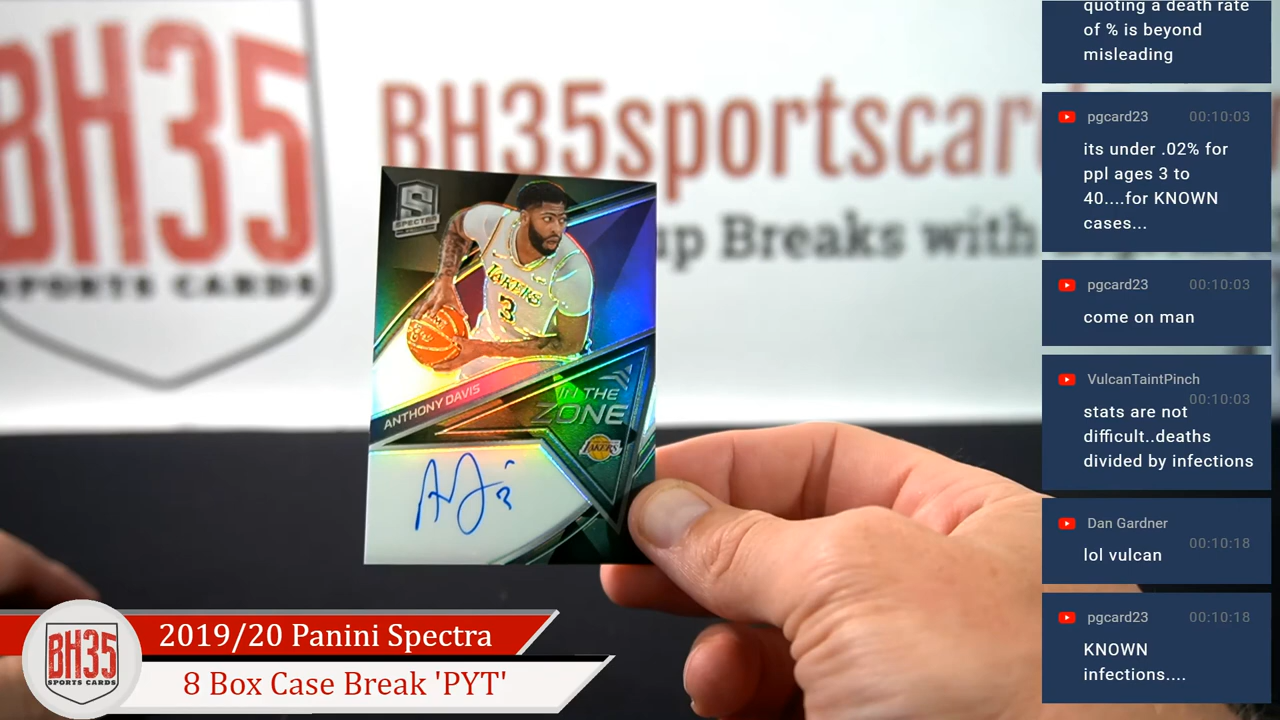 BH35
SPORTS CARDS
BH35sportscar
up Breaks with
SPECTRA
LAKERS
3
ANTHONY DAVIS
IN THE
ZONE
LAKERS
BH35
SPORTS CARDS
2019/20 Panini Spectra
8 Box Case Break 'PYT'
quoting a death rate
of % is beyond
misleading
pgcard23 00:10:03
its under .02% for
ppl ages 3 to
40....for KNOWN
cases...
pgcard23 00:10:03
come on man
VulcanTaintPinch
00:10:03
stats are not
difficult..deaths
divided by infections
Dan Gardner
00:10:18
lol vulcan
pgcard23 00:10:18
KNOWN
infections....